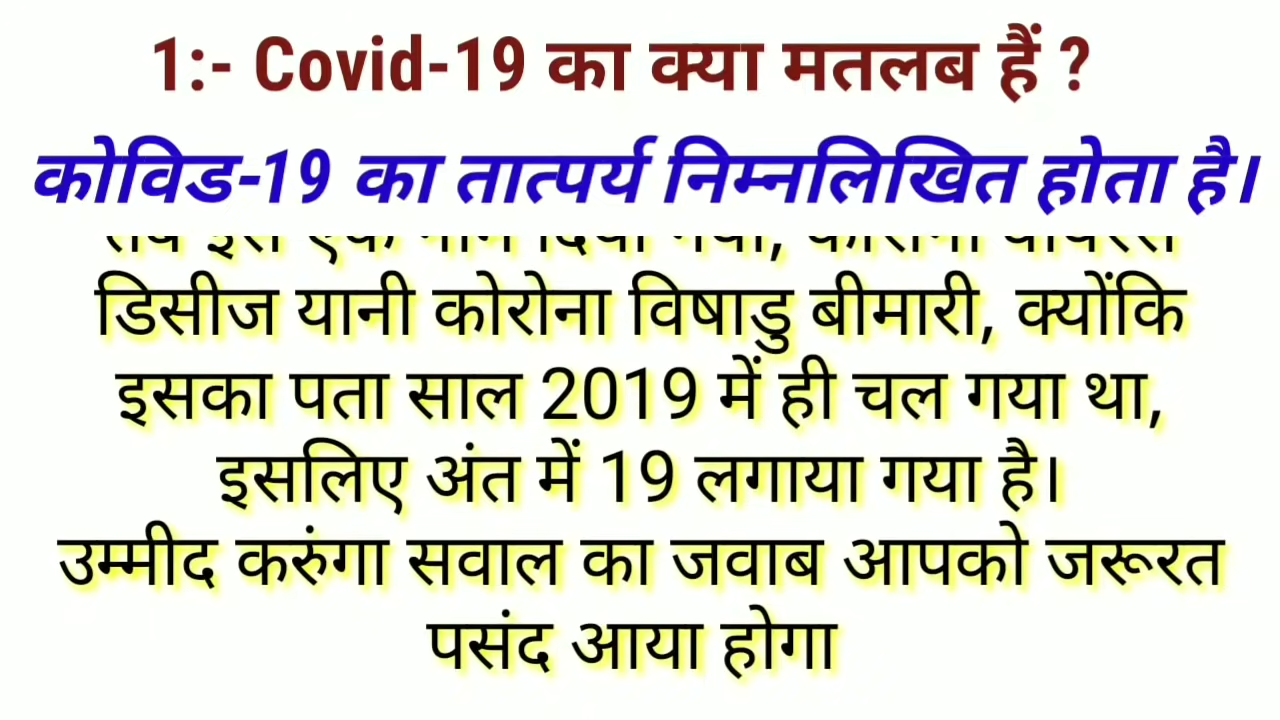 1:- Covid-19 का क्या मतलब हैं ?
कोविड-19 का तात्पर्य निम्नलिखित होता है।
डिसीज यानी कोरोना विषाडु बीमारी, क्योंकि
इसका पता साल 2019 में ही चल गया था,
इसलिए अंत में 19 लगाया गया है।
उम्मीद करुंगा सवाल का जवाब आपको जरूरत
पसंद आया होगा